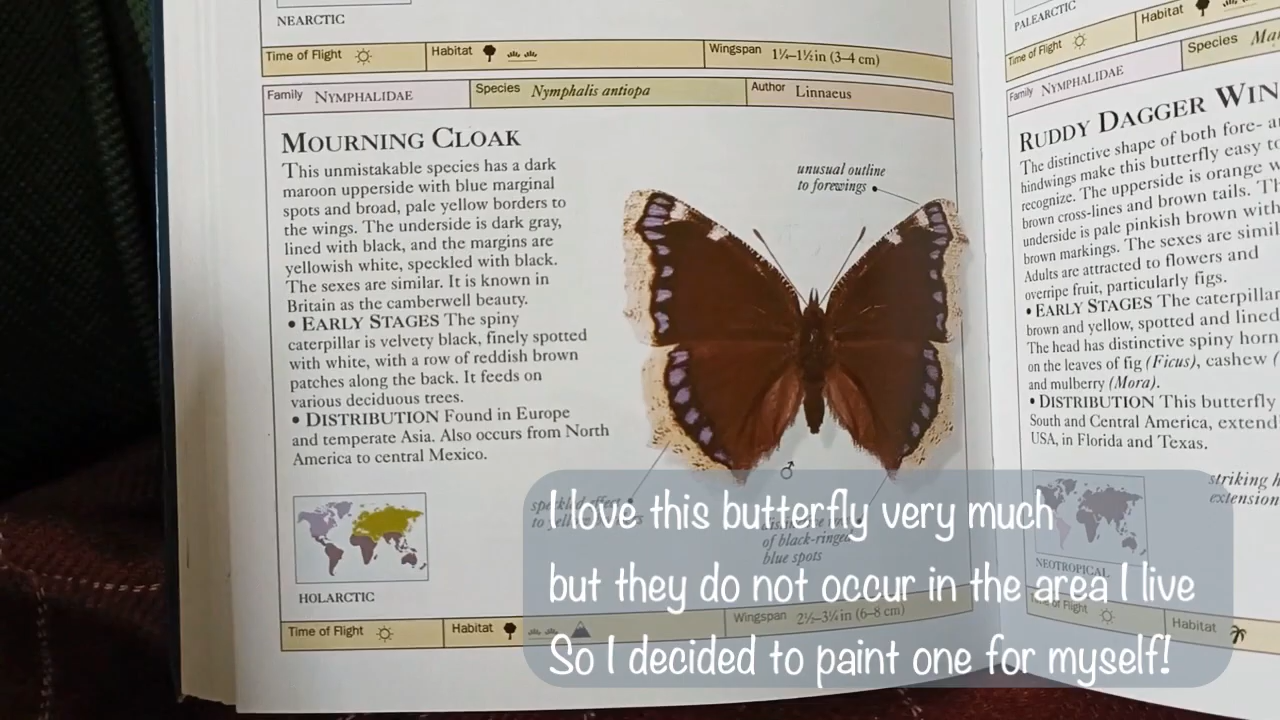 NEARCTIC
Time of Flight
Habitat
Wingspan 1¼–1½in (3–4 cm)
Family NYMPHALIDAE
Species Nymphalis antiopa
Author Linnaeus
MOURNING CLOAK
This unmistakable species has a dark
maroon upperside with blue marginal
spots and broad, pale yellow borders to
the wings. The underside is dark gray,
lined with black, and the margins are
yellowish white, speckled with black.
The sexes are similar. It is known in
Britain as the camberwell beauty.
• EARLY STAGES The spiny
caterpillar is velvety black, finely spotted
with white, with a row of reddish brown
patches along the back. It feeds on
various deciduous trees.
• DISTRIBUTION Found in Europe
and temperate Asia. Also occurs from North
America to central Mexico.
unusual outline
to forewings
♂
speckled effect
to
of black-ringed
blue spots
HOLARCTIC
Time of Flight
Habitat
Wingspan 2½–3¼in (6–8 cm)
PALEARCTIC
Time of Flight
Habitat
Family NYMPHALIDAE
Species
RUDDY DAGGER WIN
The distinctive shape of both fore- a
hindwings make this butterfly easy to
recognize. The upperside is orange w
brown cross-lines and brown tails. Th
underside is pale pinkish brown with
brown markings. The sexes are simil
Adults are attracted to flowers and
overripe fruit, particularly figs.
• EARLY STAGES The caterpillar
brown and yellow, spotted and lined
The head has distinctive spiny horn
on the leaves of fig (Ficus), cashew (
and mulberry (Mora).
• DISTRIBUTION This butterfly
South and Central America, extend
USA, in Florida and Texas.
striking h
extension
NEOTROPICAL
Time of Flight
Habitat
I love this butterfly very much
but they do not occur in the area I live
So I decided to paint one for myself!